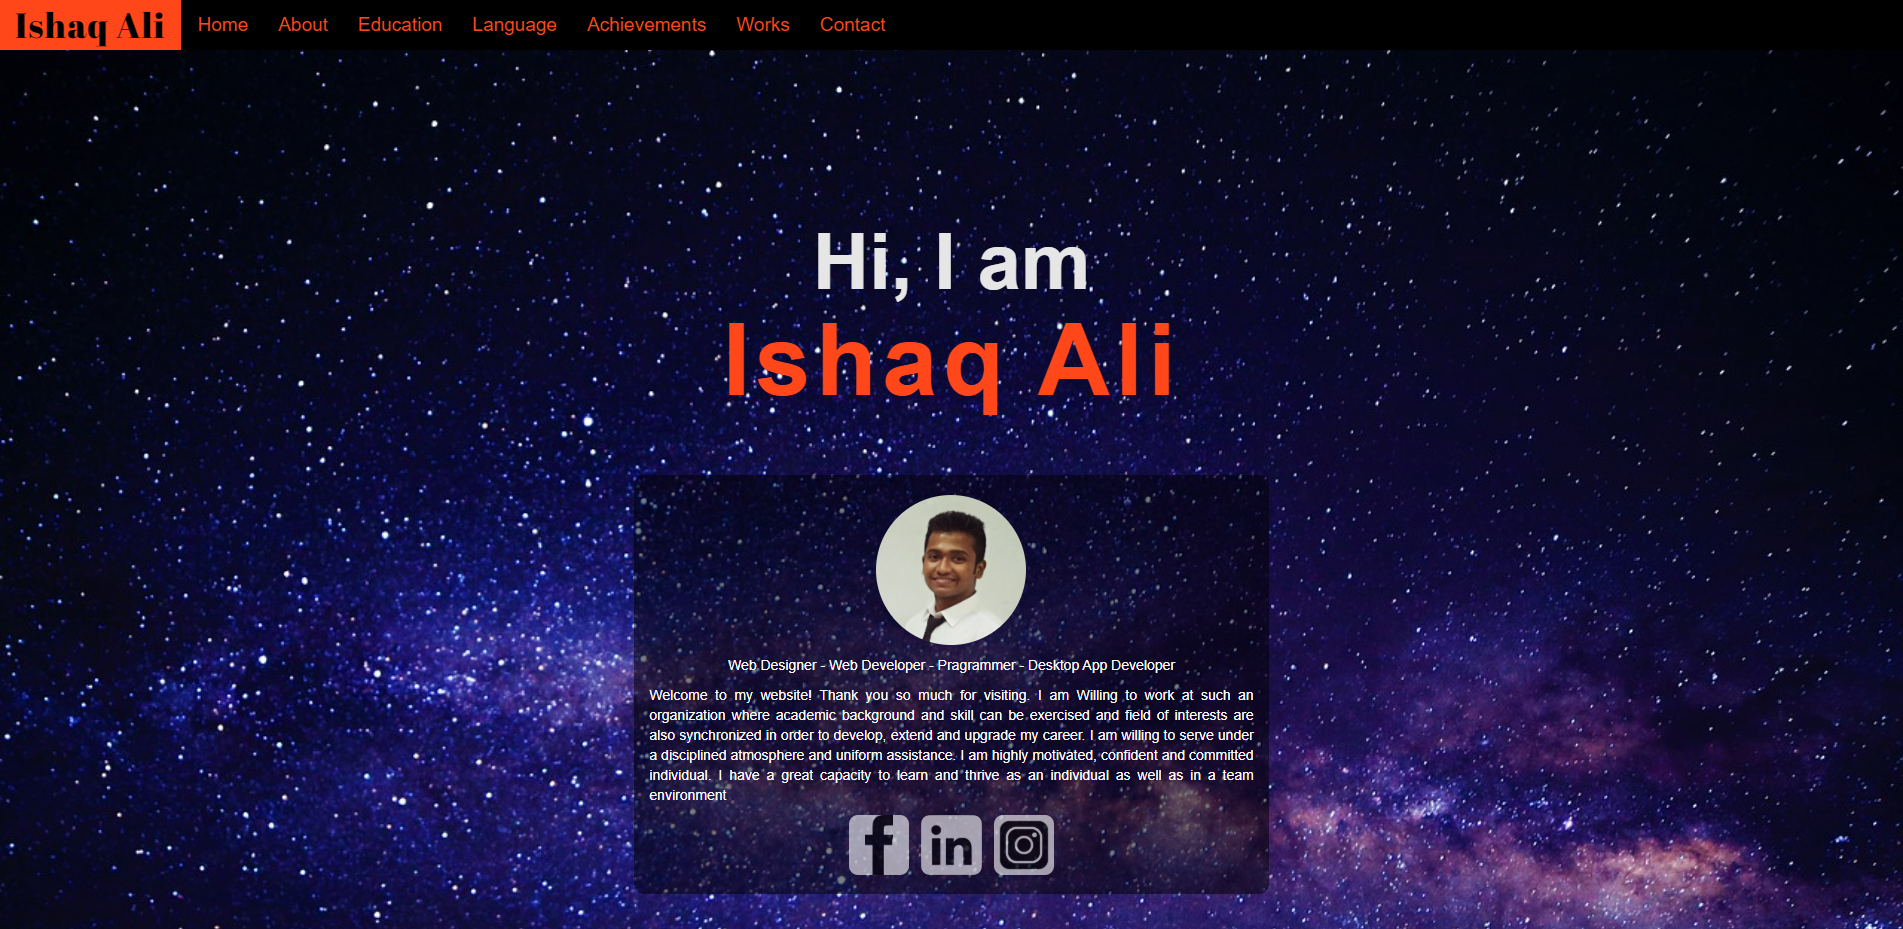 Ishaq Ali
Home About Education Language Achievements Works Contact
Hi, I am
Ishaq Ali
Web Designer - Web Developer - Pragrammer - Desktop App Developer
Welcome to my website! Thank you so much for visiting. I am Willing to work at such an
organization where academic background and skill can be exercised and field of interests are
also synchronized in order to develop, extend and upgrade my career. I am willing to serve under
a disciplined atmosphere and uniform assistance. I am highly motivated, confident and committed
individual. I have a great capacity to learn and thrive as an individual as well as in a team
environment
f in